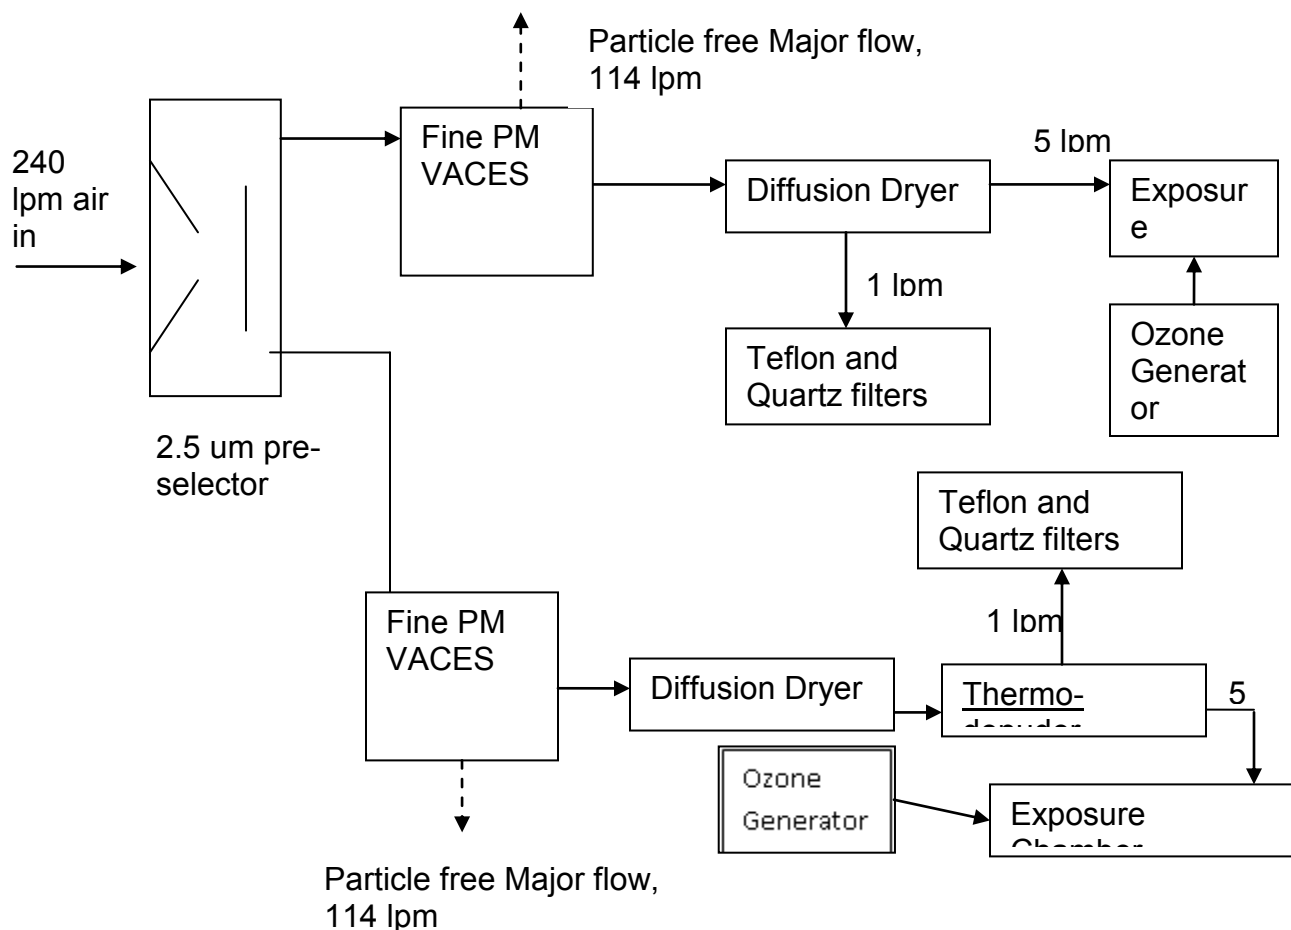 Particle free Major flow,
114 lpm
240
lpm air
in
Fine PM
VACES
5 lpm
Diffusion Dryer
Exposur
e
1 lpm
Teflon and
Quartz filters
Ozone
Generat
or
2.5 um pre-
selector
Teflon and
Quartz filters
1 lpm
Fine PM
VACES
Diffusion Dryer
Thermo-
denuder
5
Ozone
Generator
Exposure
Chamber
Particle free Major flow,
114 lpm